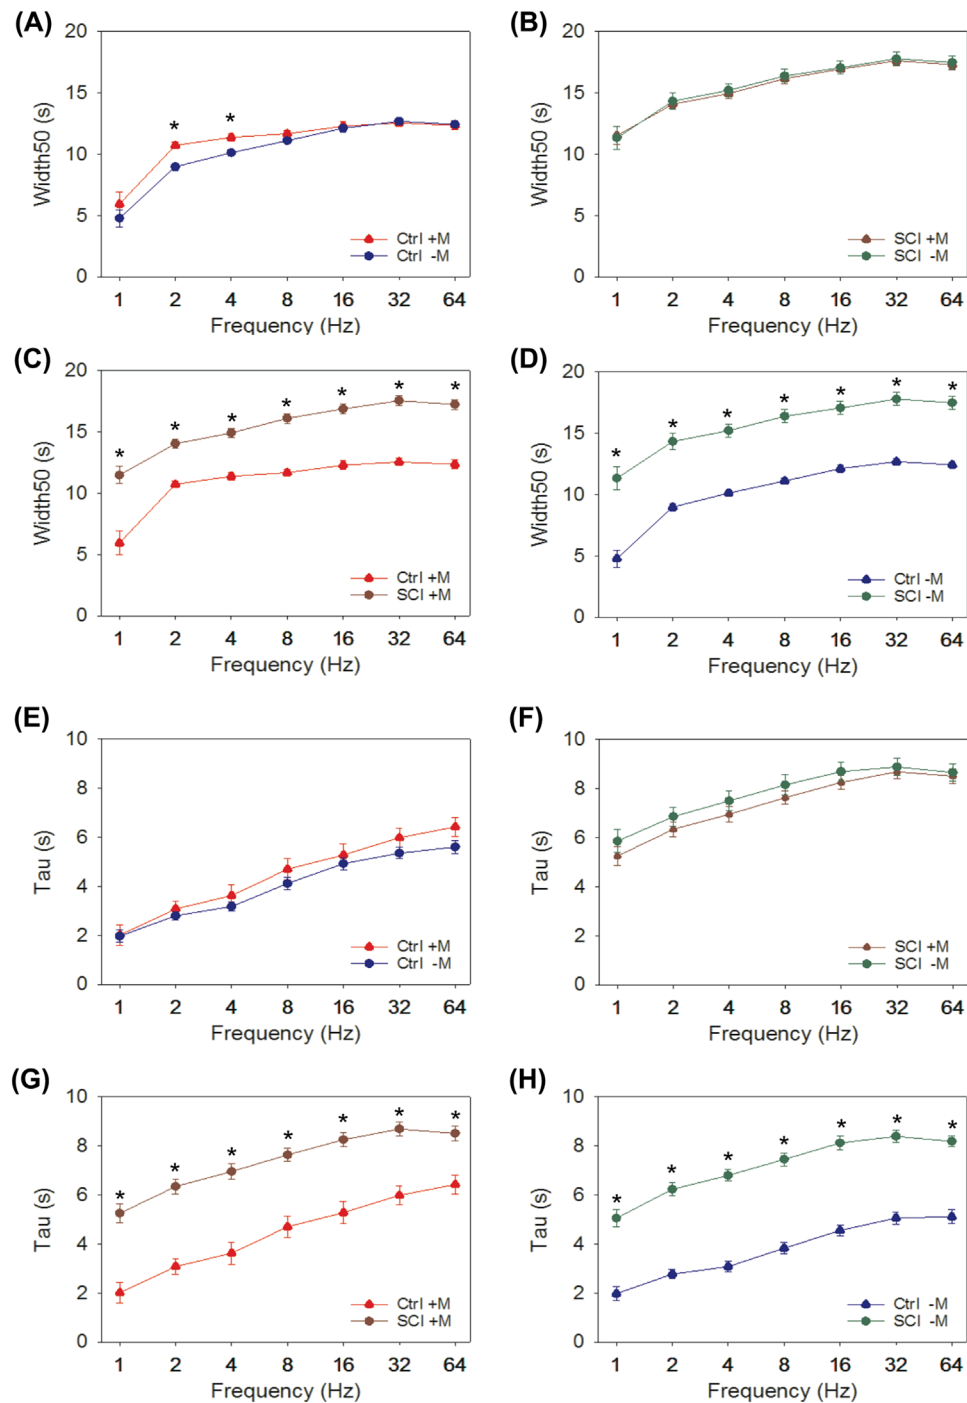 (A)
20
15
10
5
0
Width50 (s)
* *
Ctrl +M
Ctrl -M
1 2 4 8 16 32 64
Frequency (Hz)
(B)
20
15
10
5
0
Width50 (s)
SCI +M
SCI -M
1 2 4 8 16 32 64
Frequency (Hz)
(C)
20
15
10
5
0
Width50 (s)
* * * * * * *
Ctrl +M
SCI +M
1 2 4 8 16 32 64
Frequency (Hz)
(D)
20
15
10
5
0
Width50 (s)
* * * * * * *
Ctrl -M
SCI -M
1 2 4 8 16 32 64
Frequency (Hz)
(E)
10
8
6
4
2
0
Tau (s)
Ctrl +M
Ctrl -M
1 2 4 8 16 32 64
Frequency (Hz)
(F)
10
8
6
4
2
0
Tau (s)
SCI +M
SCI -M
1 2 4 8 16 32 64
Frequency (Hz)
(G)
10
8
6
4
2
0
Tau (s)
* * * * * * *
Ctrl +M
SCI +M
1 2 4 8 16 32 64
Frequency (Hz)
(H)
10
8
6
4
2
0
Tau (s)
* * * * * * *
Ctrl -M
SCI -M
1 2 4 8 16 32 64
Frequency (Hz)